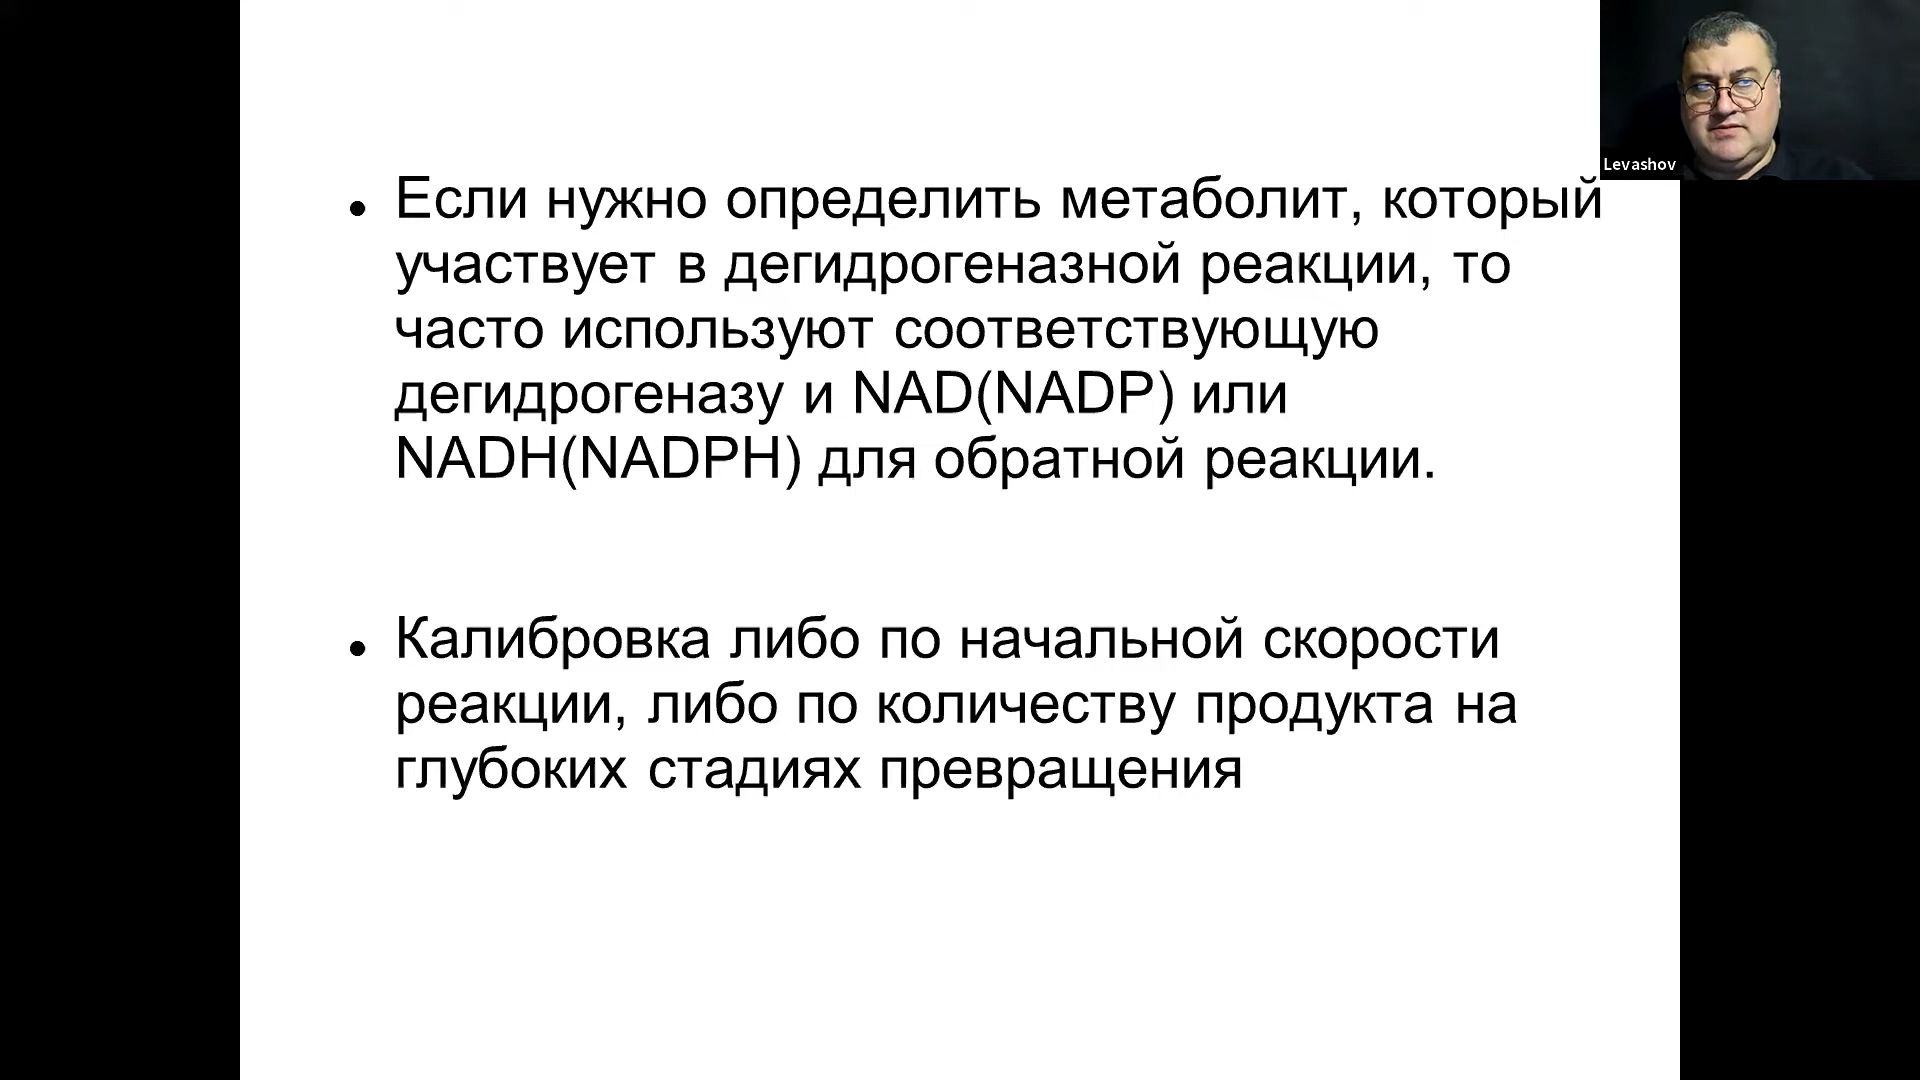 Levashov
• Если нужно определить метаболит, который
участвует в дегидрогеназной реакции, то
часто используют соответствующую
дегидрогеназу и NAD(NADP) или
NADH(NADPH) для обратной реакции.
• Калибровка либо по начальной скорости
реакции, либо по количеству продукта на
глубоких стадиях превращения